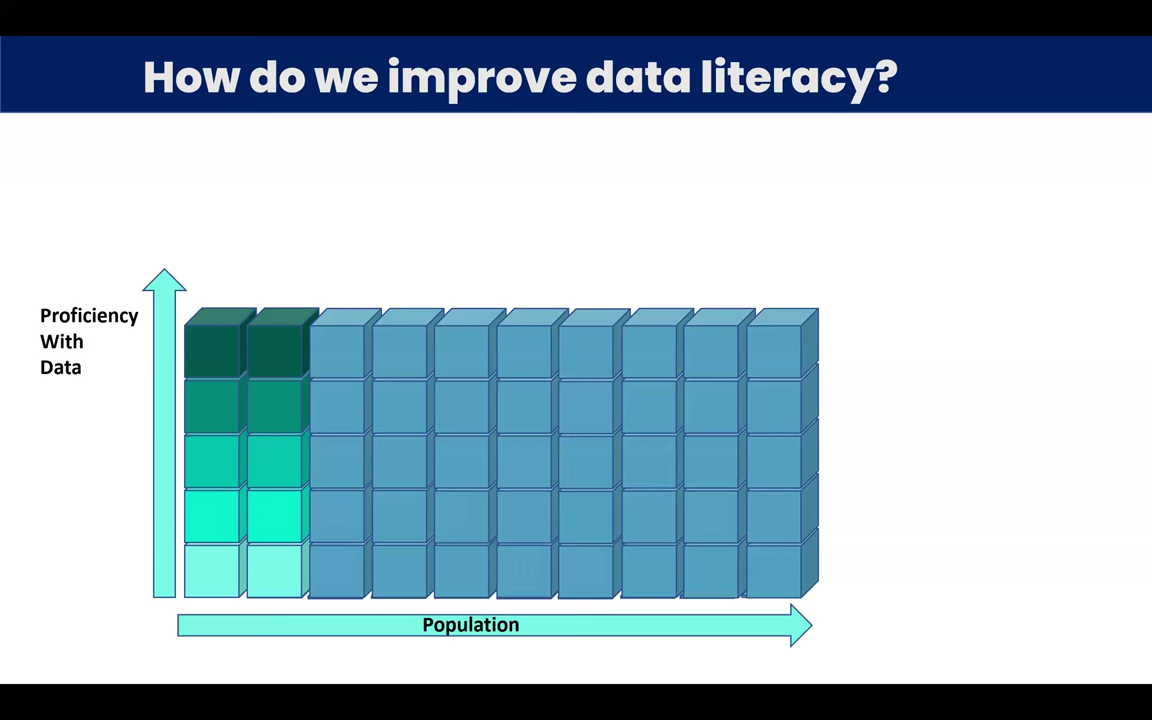 How do we improve data literacy?
Proficiency
With
Data
Population